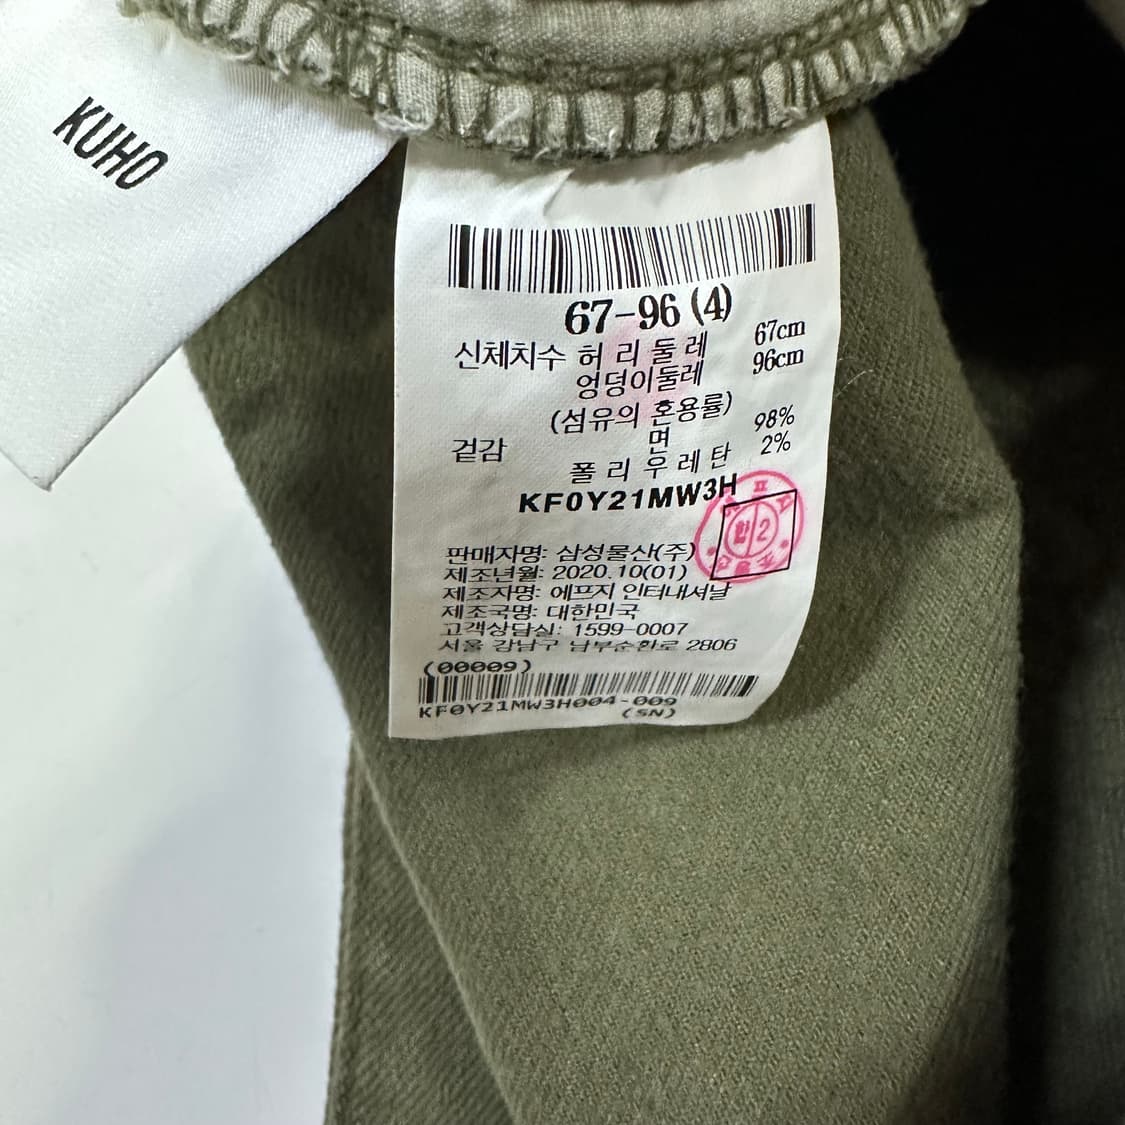 KUHO
67-96 (4)
신체치수 허 리 둘 레 67cm
엉덩이둘레 96cm
(섬유의 혼용률)
겉감 면 98%
폴 리 우 레 탄 2%
KF0Y21MW3H
판매자명: 삼성물산(주)
제조년월: 2020.10(01)
제조자명: 에프지 인터내셔날
제조국명: 대한민국
고객상담실: 1599-0007
서울 강남구 남부순환로 2806
(00009)
KF0Y21MW3H004-009
(SN)